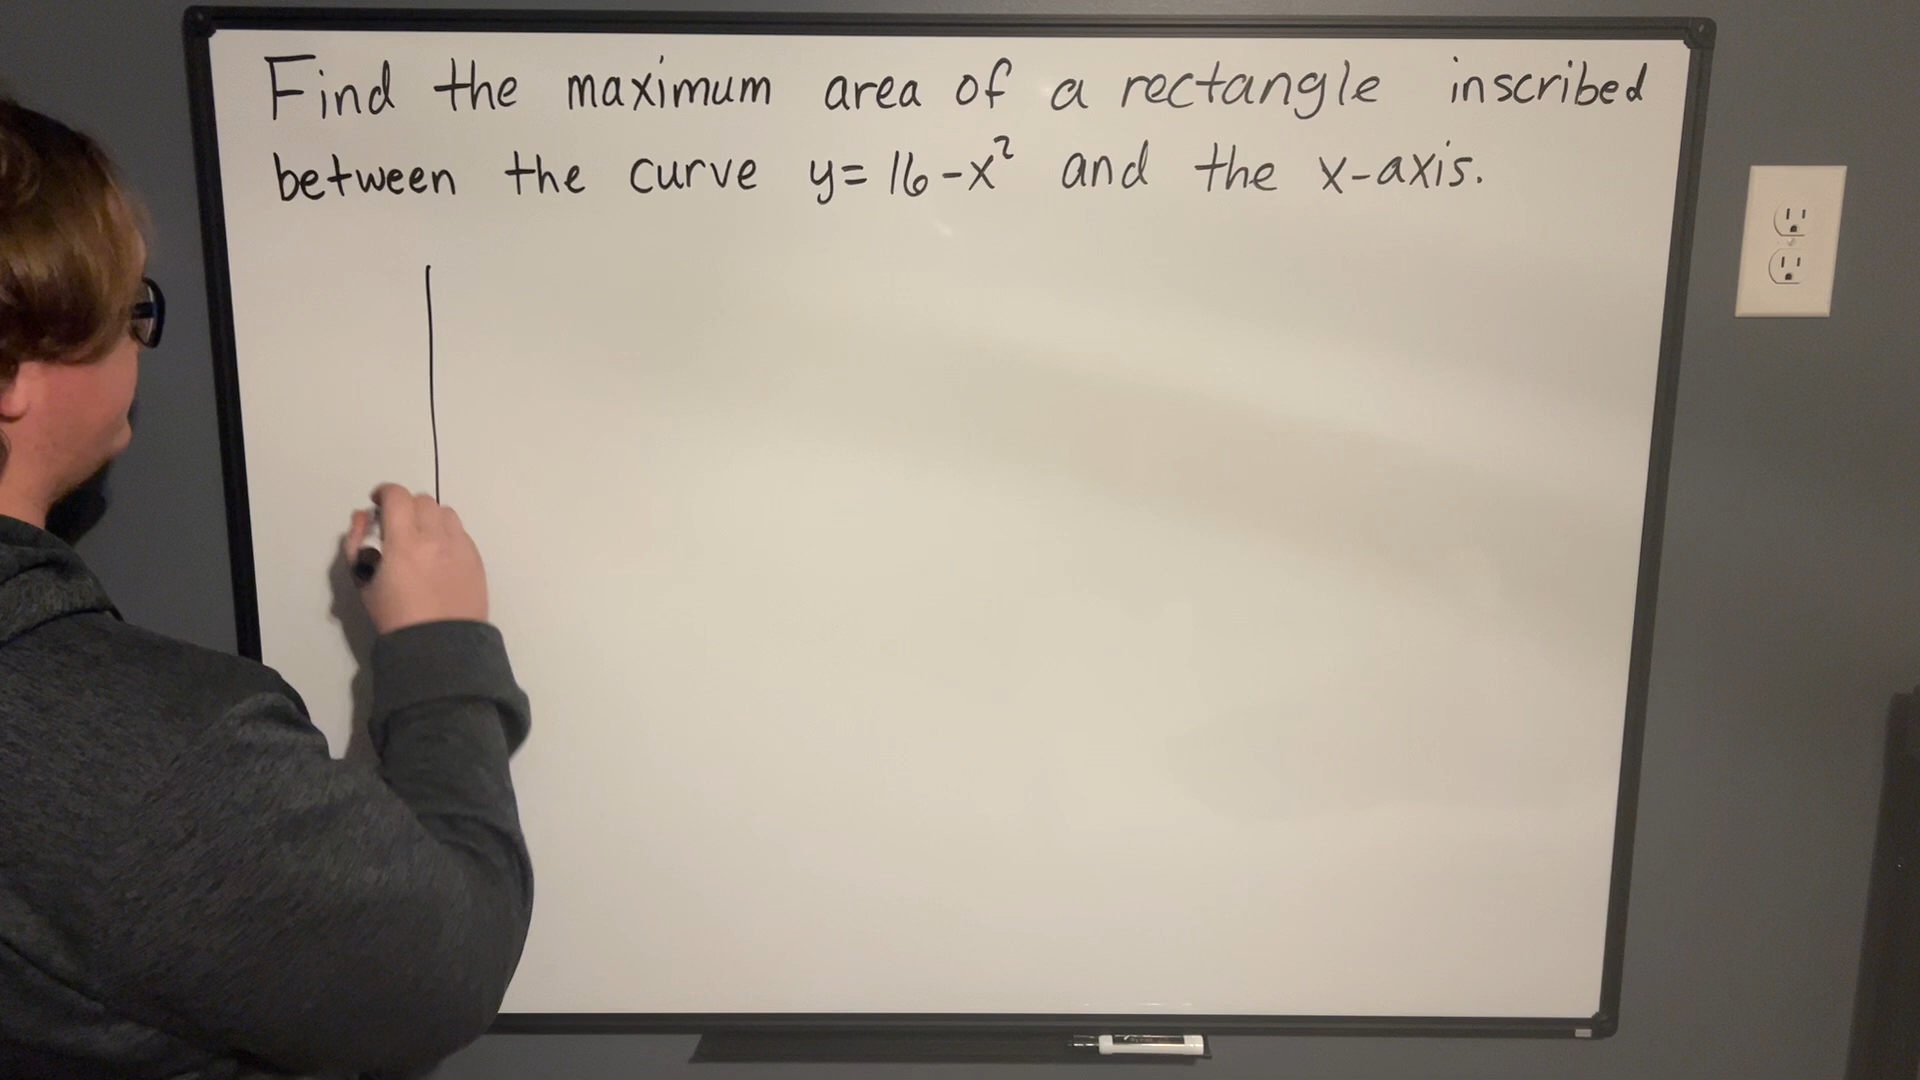 Find the maximum area of a rectangle inscribed
between the curve y=16-x² and the x-axis.